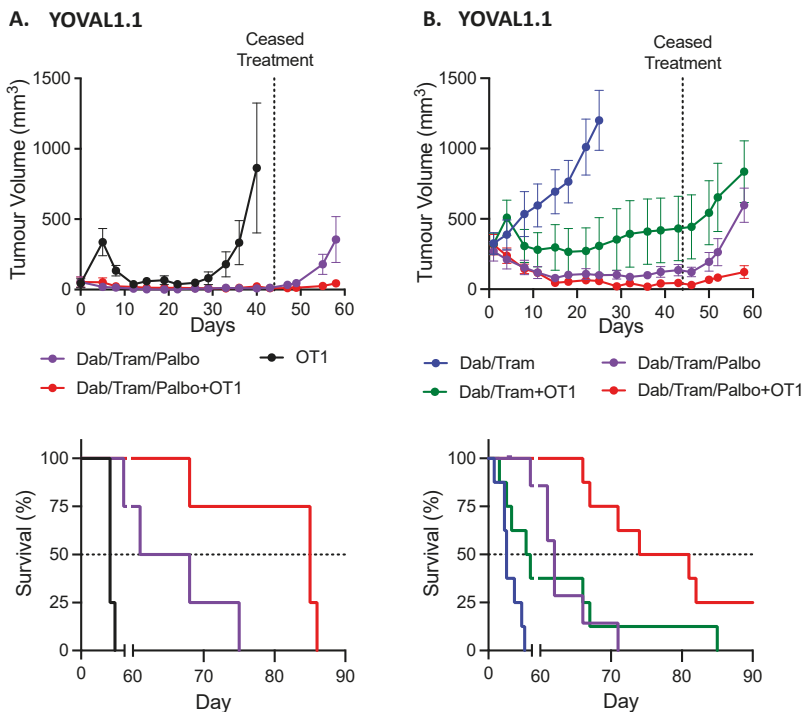 A. YOVAL1.1
Ceased
Treatment
1500
1000
500
0
Tumour Volume (mm³)
0 10 20 30 40 50 60
Days
Dab/Tram/Palbo
OT1
Dab/Tram/Palbo+OT1
100
75
50
25
0
Survival (%)
0 60 70 80 90
Day
B. YOVAL1.1
Ceased
Treatment
1500
1000
500
0
Tumour Volume (mm³)
0 10 20 30 40 50 60
Days
Dab/Tram
Dab/Tram/Palbo
Dab/Tram+OT1
Dab/Tram/Palbo+OT1
100
75
50
25
0
Survival (%)
0 60 70 80 90
Day